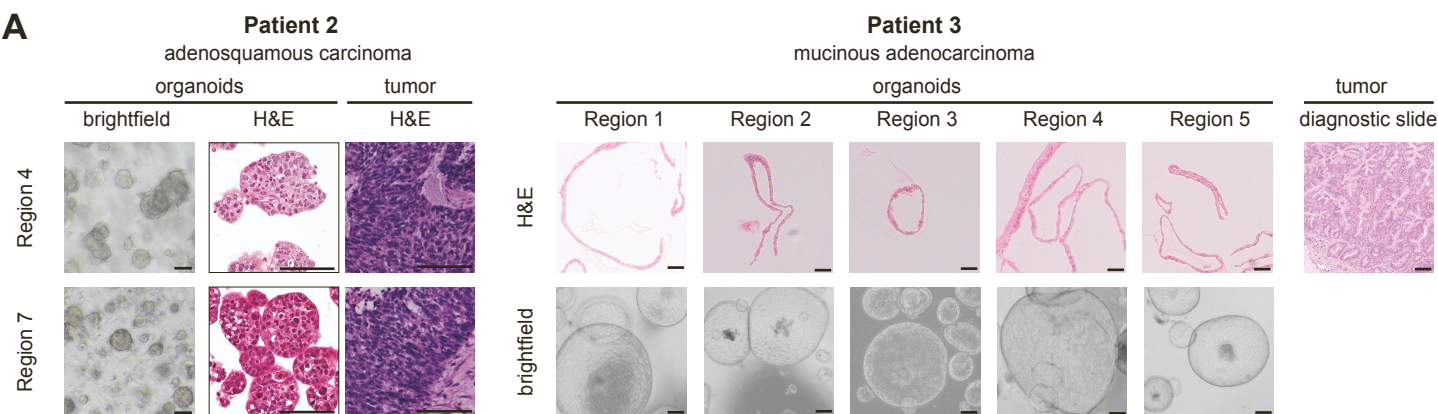 A
Patient 2
adenosquamous carcinoma
organoids
tumor
brightfield
H&E
H&E
Region 4
Region 7
Patient 3
mucinous adenocarcinoma
organoids
tumor
Region 1
Region 2
Region 3
Region 4
Region 5
diagnostic slide
H&E
brightfield